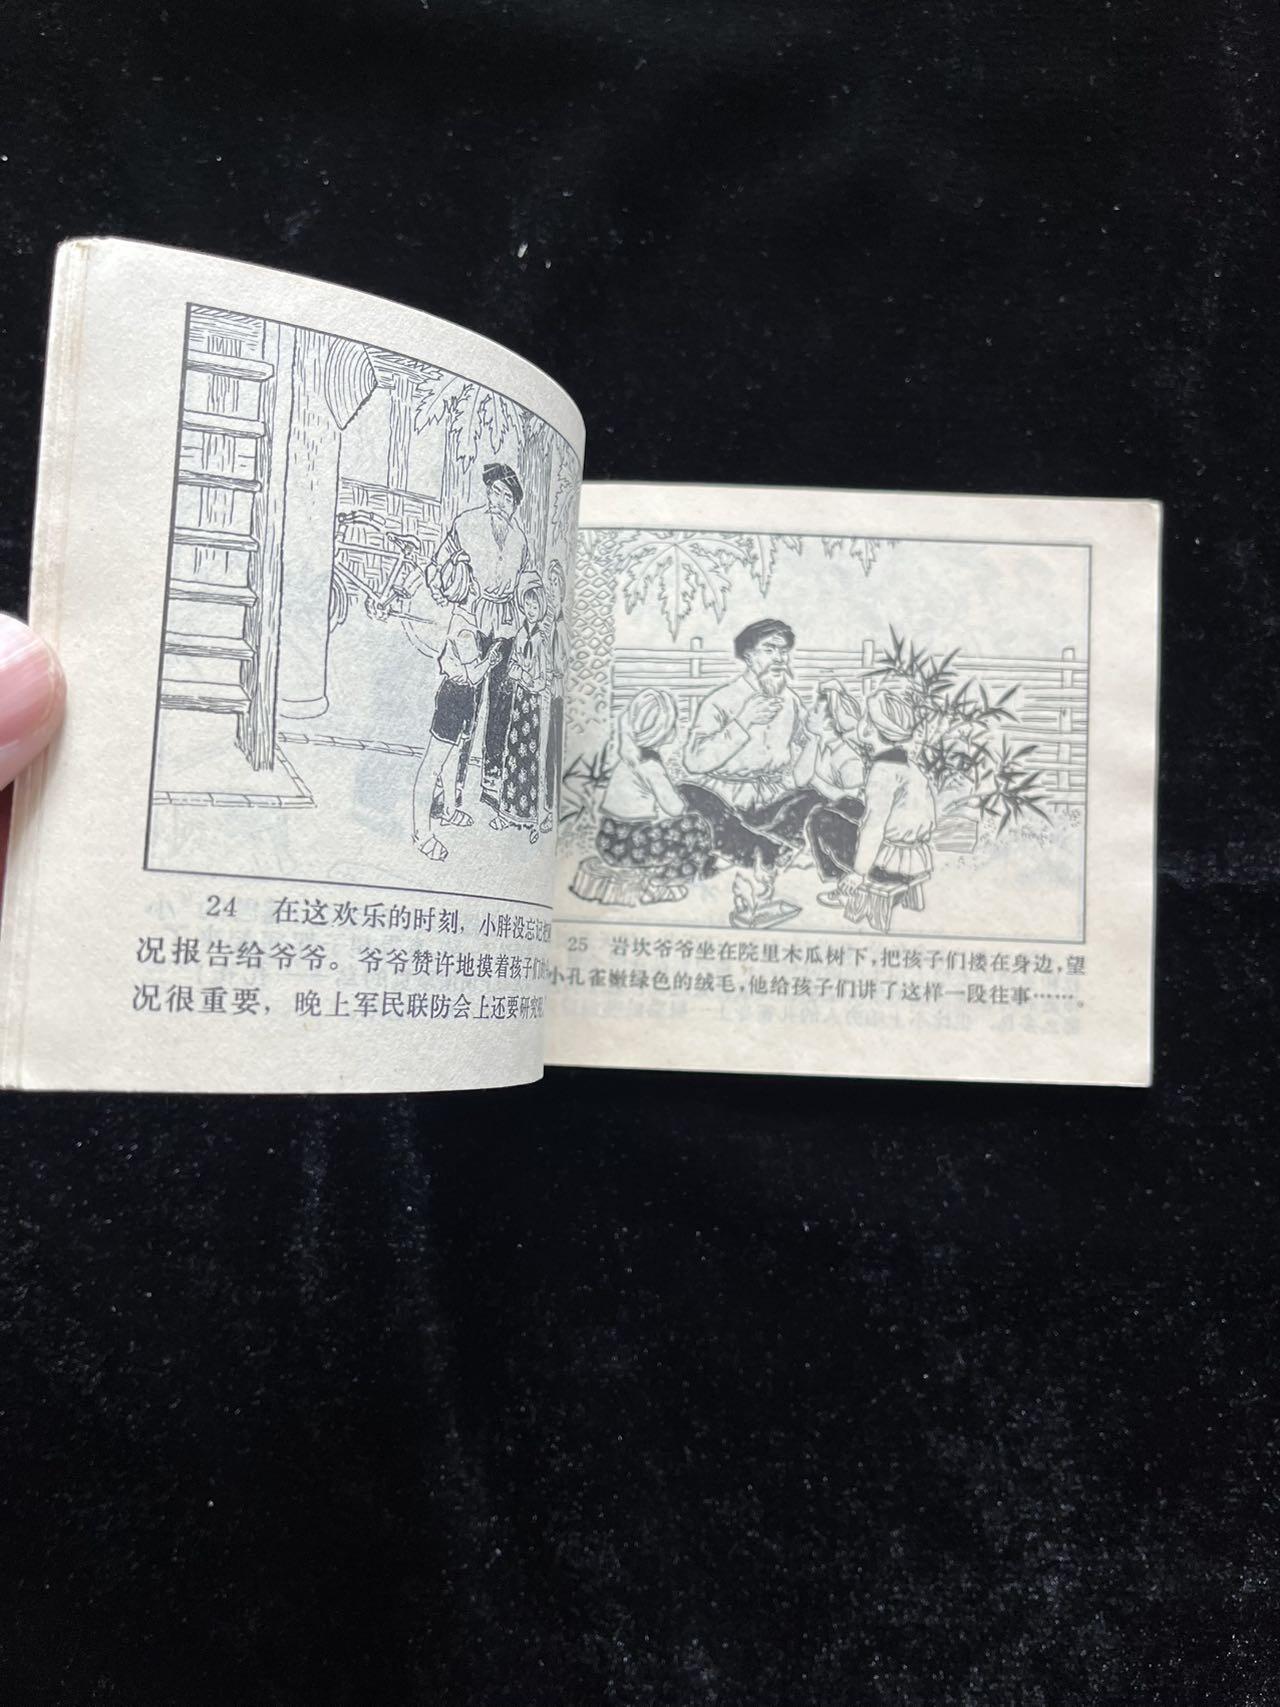 24 在这欢乐的时刻，小胖没忘记
况报告给爷爷。爷爷赞许地摸着孩子们
况很重要，晚上军民联防会上还要研究
25 岩坎爷爷坐在院里木瓜树下，把孩子们搂在身边，望
小孔雀嫩绿色的绒毛，他给孩子们讲了这样一段往事……。